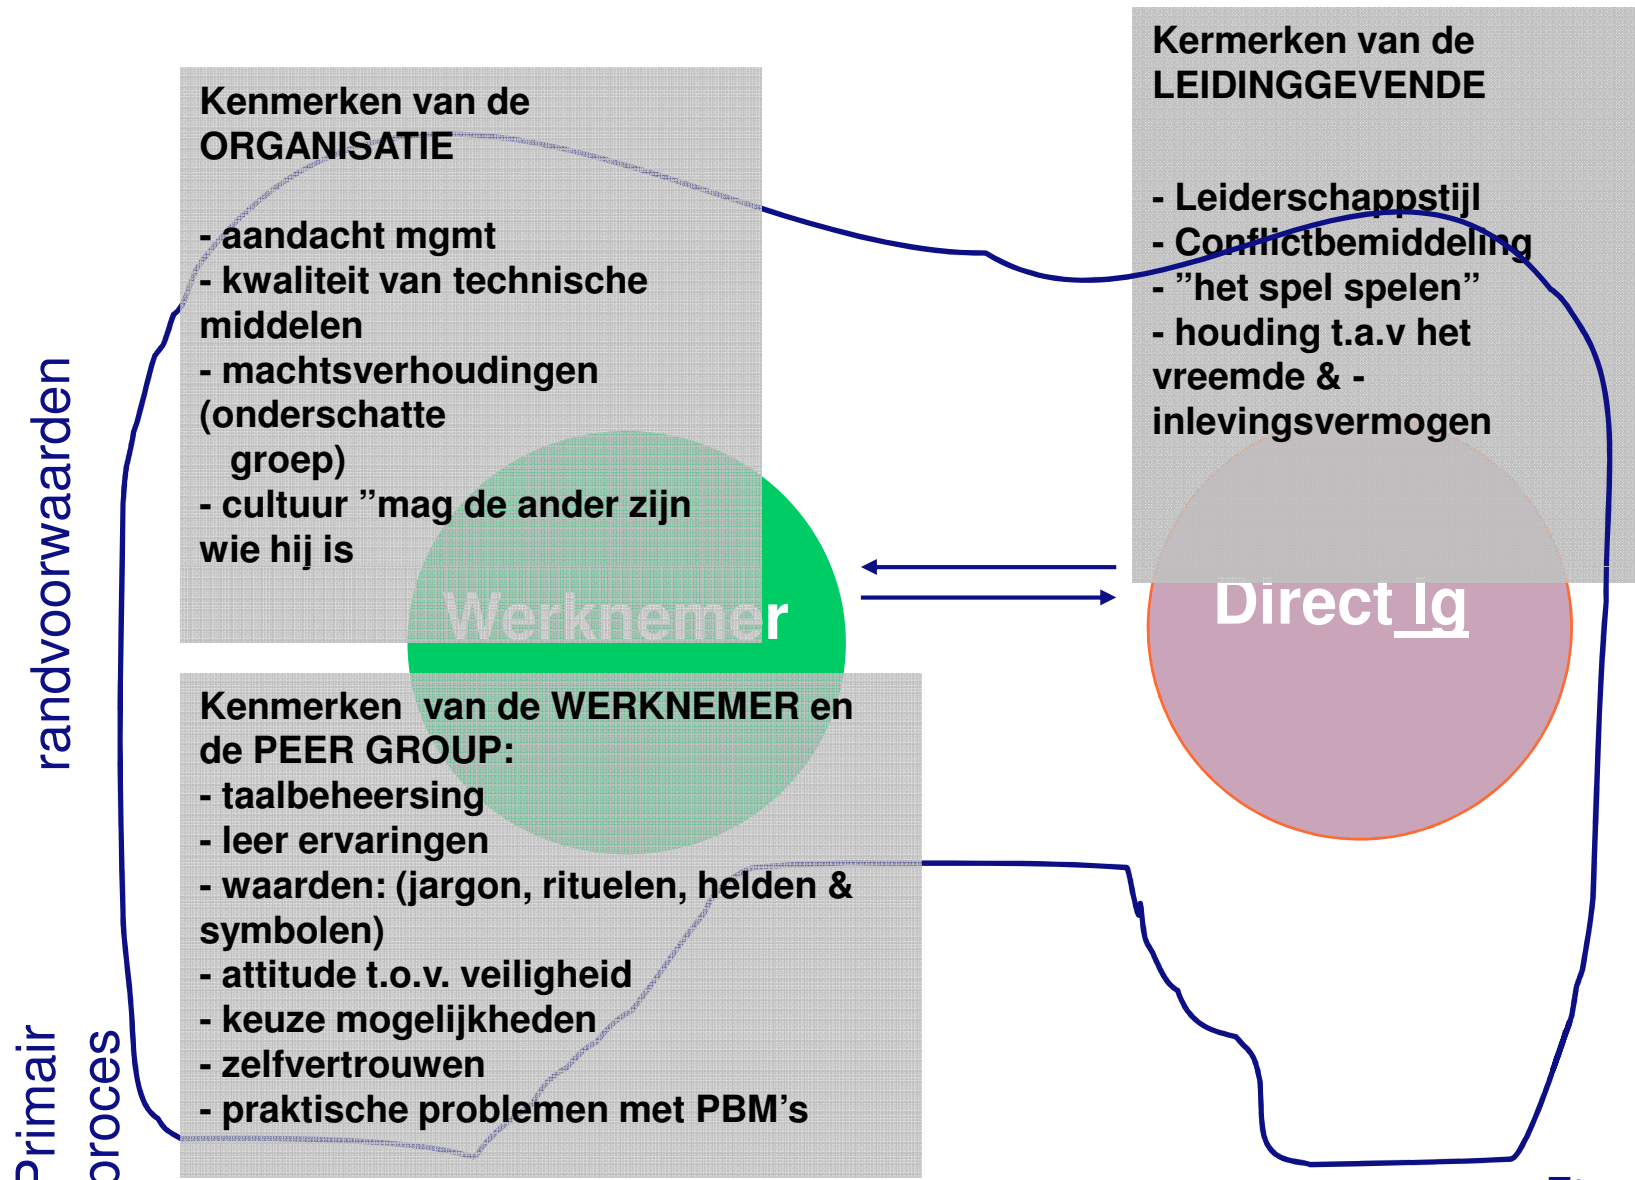 Kermerken van de
LEIDINGGEVENDE
- Leiderschappstijl
- Conflictbemiddeling
- ”het spel spelen”
- houding t.a.v het
vreemde & -
inlevingsvermogen
Kenmerken van de
ORGANISATIE
- aandacht mgmt
- kwaliteit van technische
middelen
- machtsverhoudingen
(onderschatte
groep)
- cultuur ”mag de ander zijn
wie hij is
randvoorwaarden
Werknemer
Direct lg
Kenmerken van de WERKNEMER en
de PEER GROUP:
- taalbeheersing
- leer ervaringen
- waarden: (jargon, rituelen, helden &
symbolen)
- attitude t.o.v. veiligheid
- keuze mogelijkheden
- zelfvertrouwen
- praktische problemen met PBM’s
Primair
proces